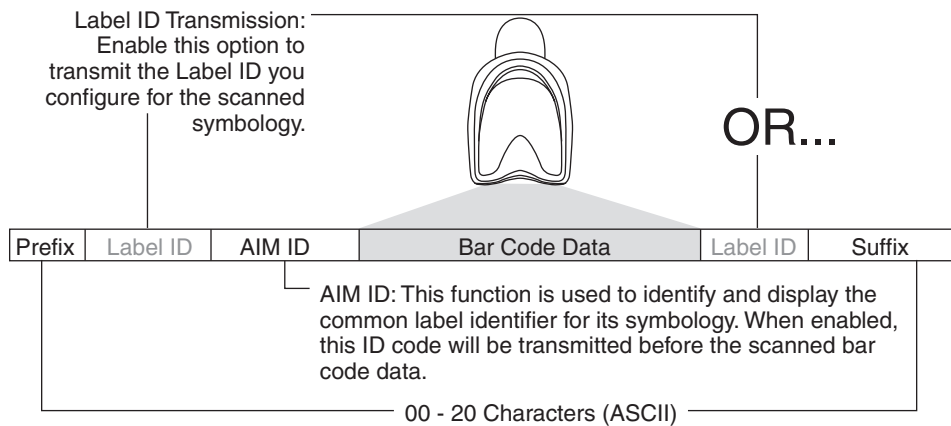 Label ID Transmission:
Enable this option to
transmit the Label ID you
configure for the scanned
symbology.
OR...
Prefix Label ID AIM ID Bar Code Data Label ID Suffix
AIM ID: This function is used to identify and display the
common label identifier for its symbology. When enabled,
this ID code will be transmitted before the scanned bar
code data.
00 - 20 Characters (ASCII)